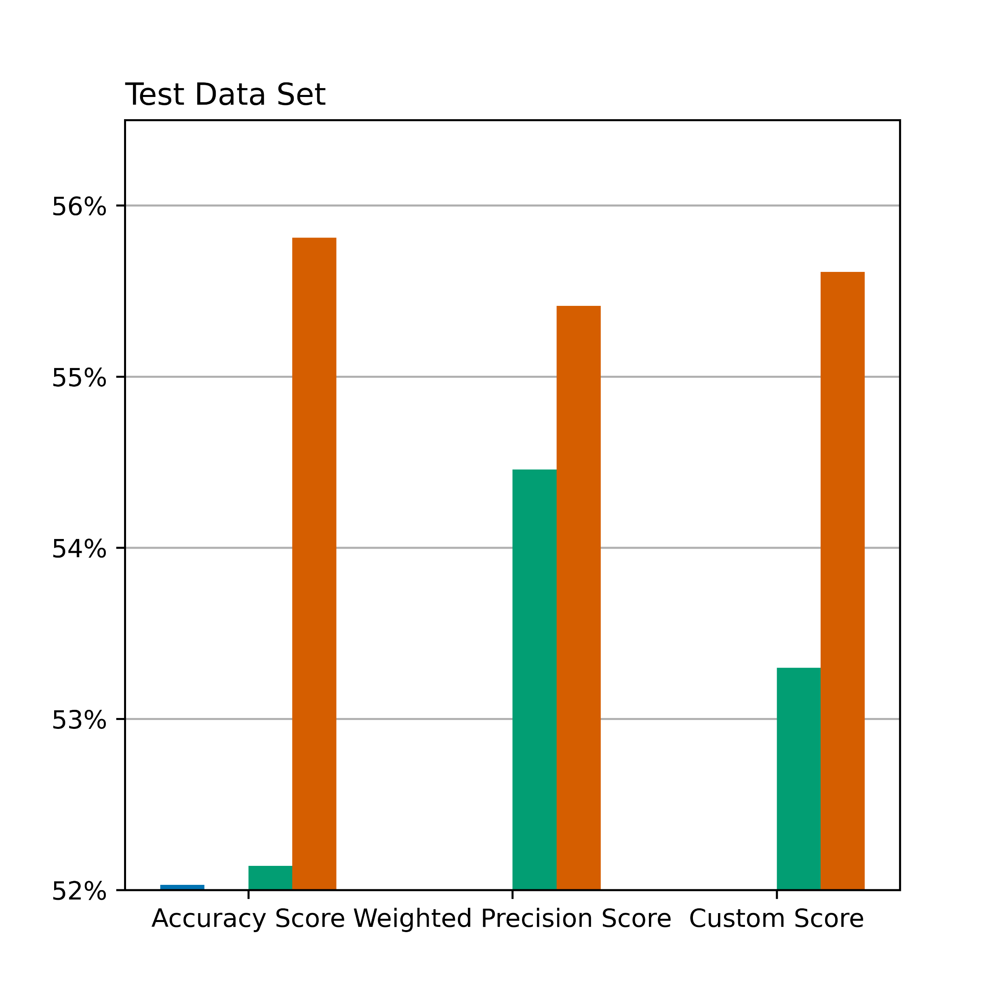 Test Data Set
56%
55%
54%
53%
52%
Accuracy Score Weighted Precision Score Custom Score